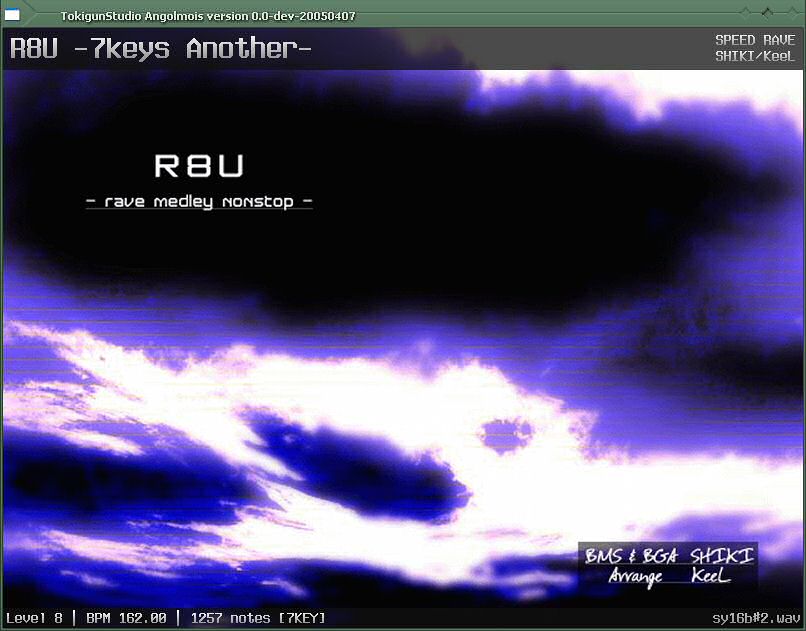 TokigunStudio Angolmois version 0.0-dev-20050407
R8U -7keys Another-
SPEED RAVE
SHIKI/KeeL
R8U
- rave medley nonstop -
BMS & BGA SHIKI
Arrange KeeL
Level 8 | BPM 162.00 | 1257 notes [7KEY]
sy16b#2.wav